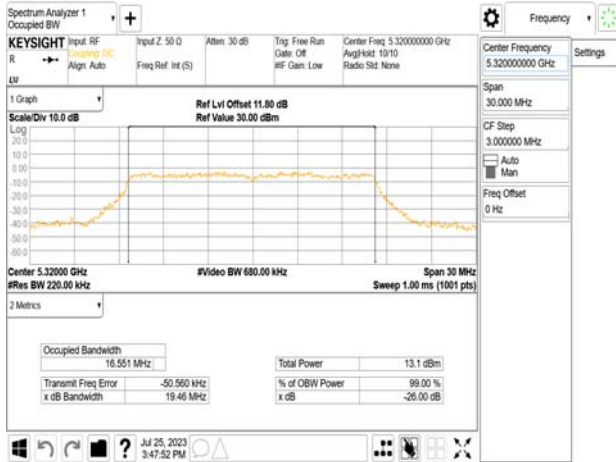 Spectrum Analyzer 1
Occupied BW
+
Frequency
KEYSIGHT
R
Input: RF
Coupling: DC
Align: Auto
Input Z: 50 Ω
Freq Ref: Int (S)
Atten: 30 dB
Trig: Free Run
Gate: Off
#IF Gain: Low
Center Freq: 5.320000000 GHz
Avg|Hold: 10/10
Radio Std: None
LV
Center Frequency
5.320000000 GHz
Settings
Span
30.000 MHz
CF Step
3.000000 MHz
Auto
Man
Freq Offset
0 Hz
1 Graph
Scale/Div 10.0 dB
Ref Lvl Offset 11.80 dB
Ref Value 30.00 dBm
Log
20.0
10.0
0.00
-10.0
-20.0
-30.0
-40.0
-50.0
-60.0
Center 5.32000 GHz
#Res BW 220.00 kHz
#Video BW 680.00 kHz
Span 30 MHz
Sweep 1.00 ms (1001 pts)
2 Metrics
Occupied Bandwidth
16.551 MHz
Transmit Freq Error -50.560 kHz
x dB Bandwidth 19.46 MHz
Total Power 13.1 dBm
% of OBW Power 99.00 %
x dB -26.00 dB
?
Jul 25, 2023
3:47:52 PM